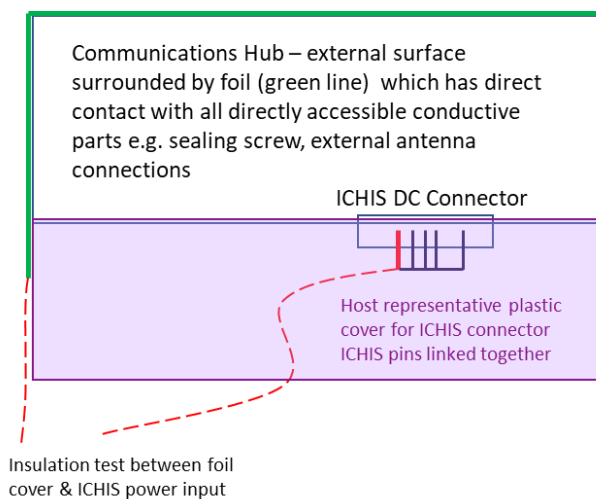 Communications Hub – external surface
surrounded by foil (green line)  which has direct
contact with all directly accessible conductive
parts e.g. sealing screw, external antenna
connections
ICHIS DC Connector
Host representative plastic
cover for ICHIS connector
ICHIS pins linked together
Insulation test between foil
cover & ICHIS power input